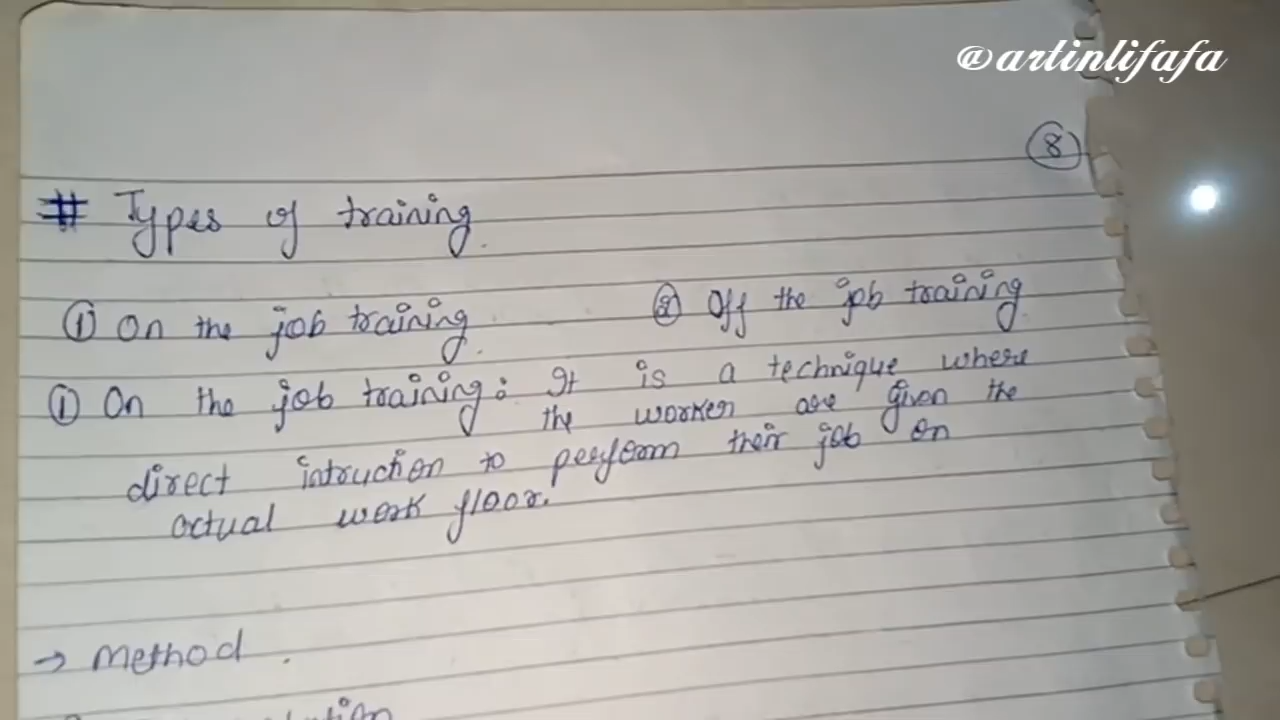 @artinlifafa
8
# Types of training.
① On the job training. ② Off the job training
① On the job training: It is a technique where
the worker are given the
direct intruction to perform their job on
actual work floor.
→ Method.